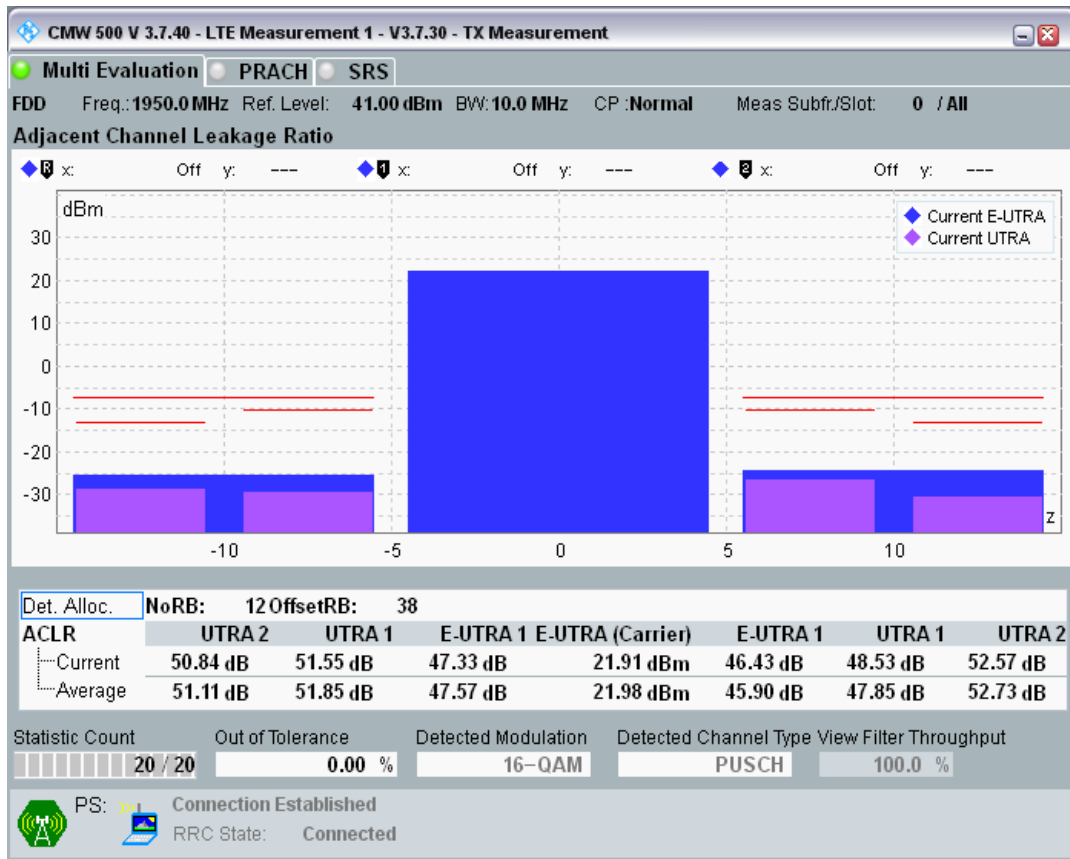 CMW 500 V 3.7.40 - LTE Measurement 1 - V3.7.30 - TX Measurement
Multi Evaluation PRACH SRS
FDD Freq.: 1950.0 MHz Ref. Level: 41.00 dBm BW: 10.0 MHz CP :Normal Meas Subfr./Slot: 0 / All
Adjacent Channel Leakage Ratio
R x: Off y: --- 1 x: Off y: --- 2 x: Off y: ---
dBm
Current E-UTRA
Current UTRA
30
20
10
0
-10
-20
-30
z
-10 -5 0 5 10
Det. Alloc. NoRB: 12 OffsetRB: 38
ACLR UTRA 2 UTRA 1 E-UTRA 1 E-UTRA (Carrier) E-UTRA 1 UTRA 1 UTRA 2
Current 50.84 dB 51.55 dB 47.33 dB 21.91 dBm 46.43 dB 48.53 dB 52.57 dB
Average 51.11 dB 51.85 dB 47.57 dB 21.98 dBm 45.90 dB 47.85 dB 52.73 dB
Statistic Count Out of Tolerance Detected Modulation Detected Channel Type View Filter Throughput
20 / 20 0.00 % 16-QAM PUSCH 100.0 %
PS: Connection Established
RRC State: Connected